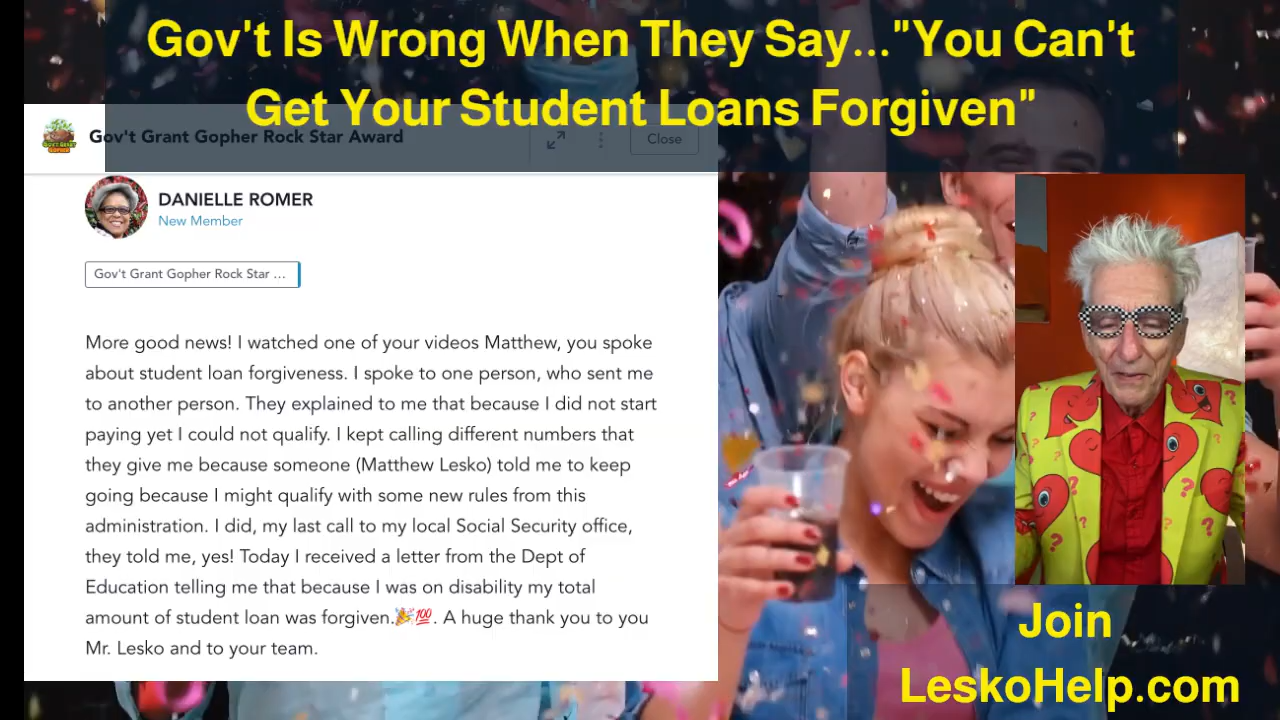 Gov't Is Wrong When They Say..."You Can't
Get Your Student Loans Forgiven"
Gov't Grant Gopher Rock Star Award
Close
DANIELLE ROMER
New Member
Gov't Grant Gopher Rock Star ...
More good news! I watched one of your videos Matthew, you spoke
about student loan forgiveness. I spoke to one person, who sent me
to another person. They explained to me that because I did not start
paying yet I could not qualify. I kept calling different numbers that
they give me because someone (Matthew Lesko) told me to keep
going because I might qualify with some new rules from this
administration. I did, my last call to my local Social Security office,
they told me, yes! Today I received a letter from the Dept of
Education telling me that because I was on disability my total
amount of student loan was forgiven.🎉💯. A huge thank you to you
Mr. Lesko and to your team.
Join
LeskoHelp.com